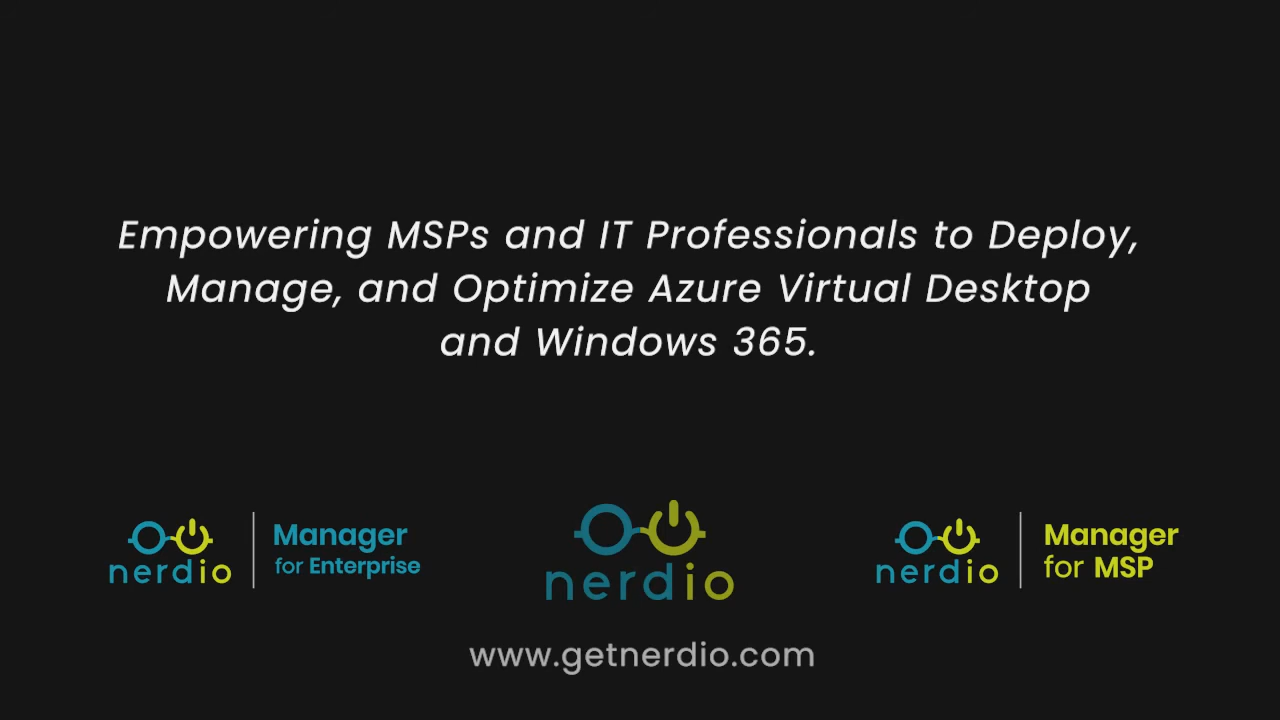 Empowering MSPs and IT Professionals to Deploy,
Manage, and Optimize Azure Virtual Desktop
and Windows 365.
nerdio
Manager
for Enterprise
nerdio
nerdio
Manager
for MSP
www.getnerdio.com